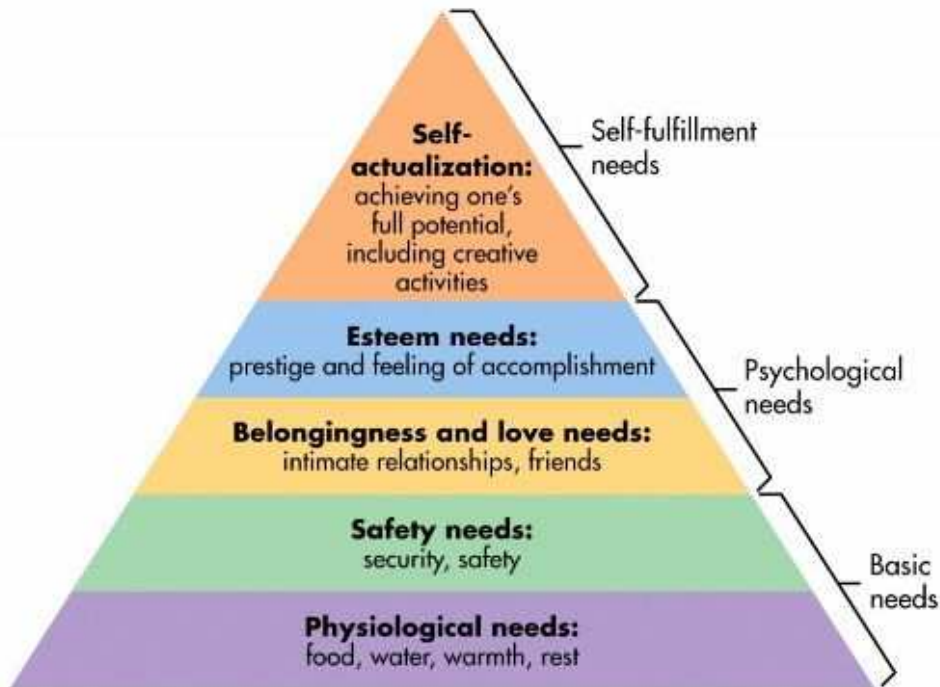 Self-
actualization:
achieving one's
full potential,
including creative
activities
Esteem needs:
prestige and feeling of accomplishment
Belongingness and love needs:
intimate relationships, friends
Safety needs:
security, safety
Physiological needs:
food, water, warmth, rest
Self-fulfillment
needs
Psychological
needs
Basic
needs